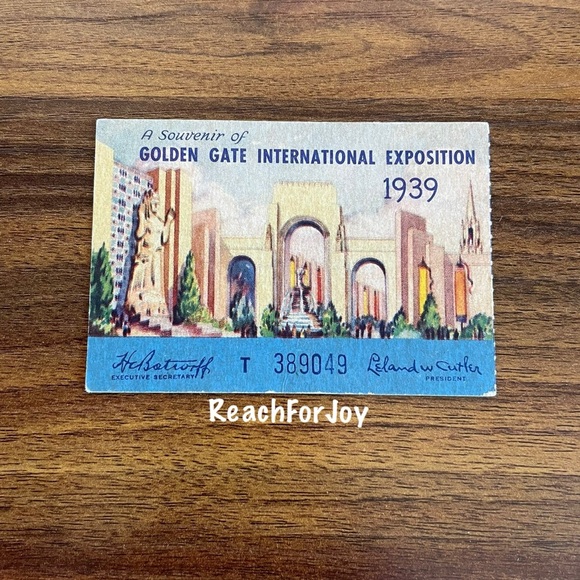 A Souvenir of
GOLDEN GATE INTERNATIONAL EXPOSITION
1939
T 389049
Leland W Cutler
EXECUTIVE SECRETARY
PRESIDENT
ReachForJoy